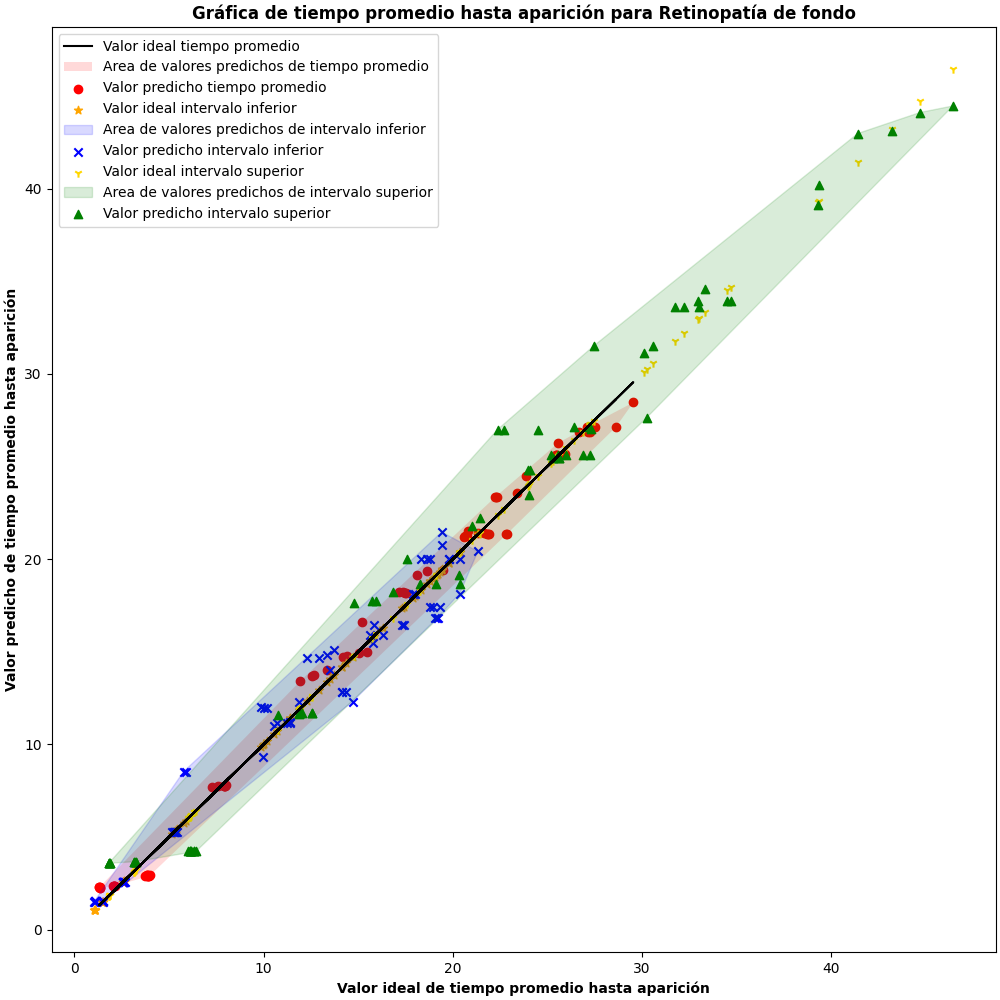 Gráfica de tiempo promedio hasta aparición para Retinopatía de fondo
Valor ideal tiempo promedio
Area de valores predichos de tiempo promedio
Valor predicho tiempo promedio
Valor ideal intervalo inferior
Area de valores predichos de intervalo inferior
Valor predicho intervalo inferior
Valor ideal intervalo superior
Area de valores predichos de intervalo superior
Valor predicho intervalo superior
Valor predicho de tiempo promedio hasta aparición
40
30
20
10
0
0 10 20 30 40
Valor ideal de tiempo promedio hasta aparición